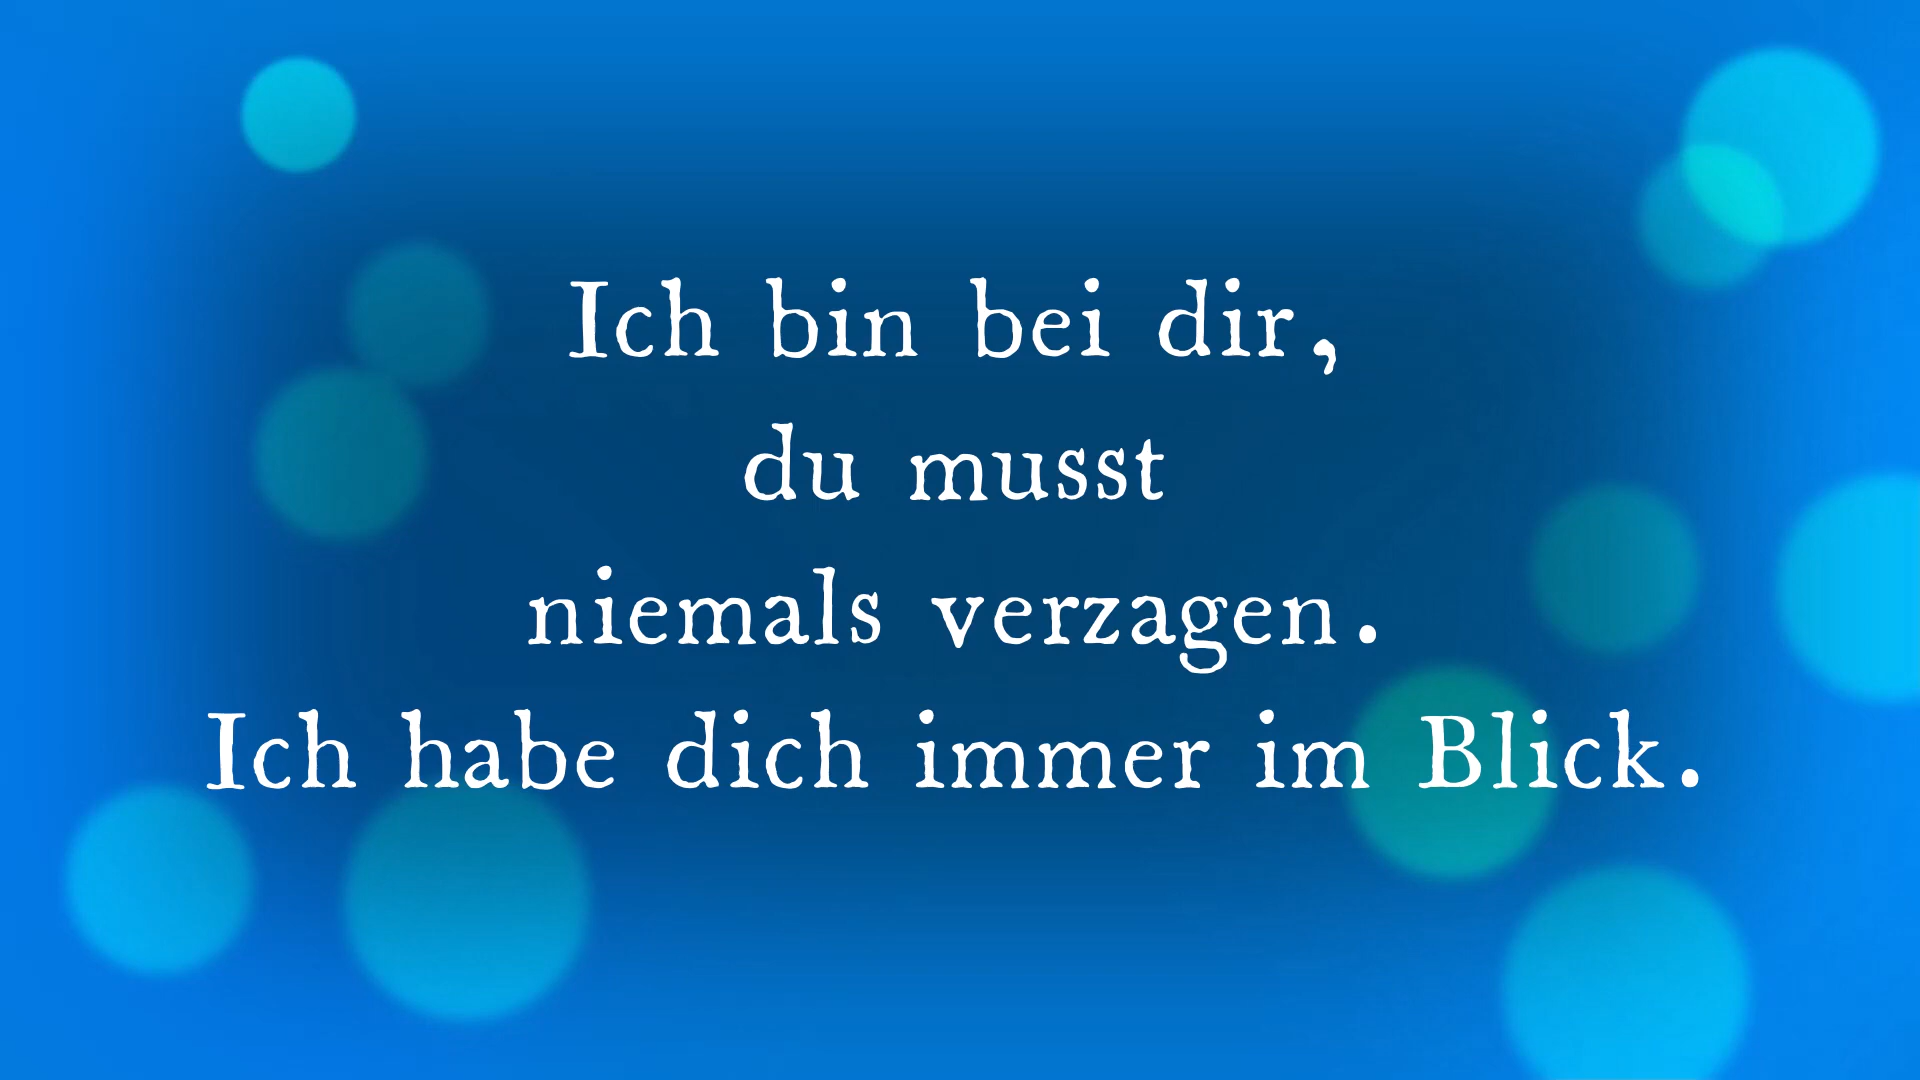 Ich bin bei dir,
du musst
niemals verzagen.
Ich habe dich immer im Blick.